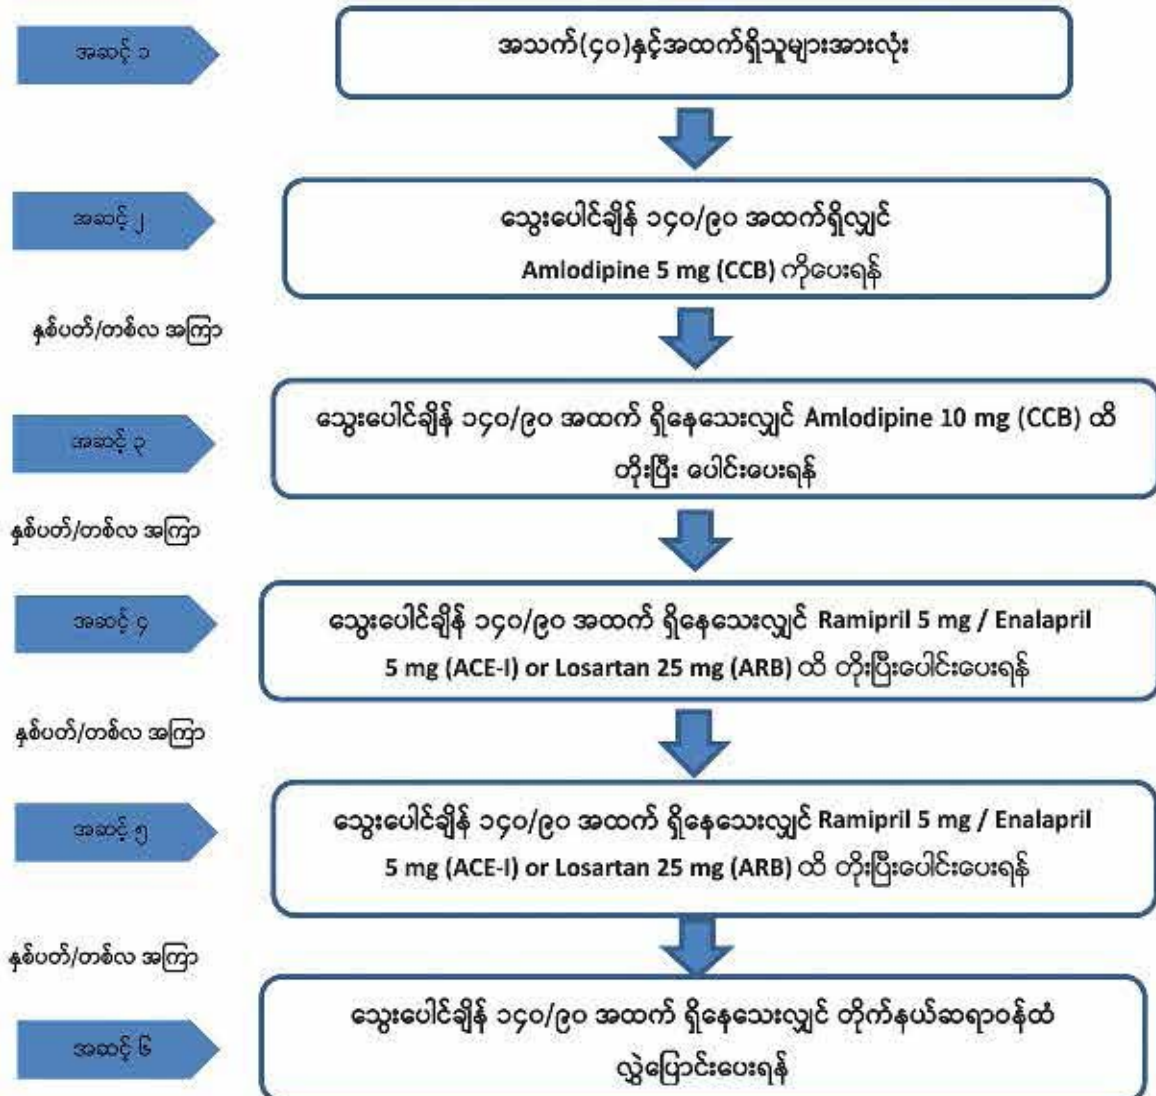 အဆင့် ၁
အသက်(၄၀)နှင့်အထက်ရှိသူများအားလုံး
အဆင့် ၂
သွေးပေါင်ချိန် ၁၄၀/၉၀ အထက်ရှိလျှင်
Amlodipine 5 mg (CCB) ကိုပေးရန်
နှစ်ပတ်/တစ်လ အကြာ
အဆင့် ၃
သွေးပေါင်ချိန် ၁၄၀/၉၀ အထက် ရှိနေသေးလျှင် Amlodipine 10 mg (CCB) ထိ
တိုးပြီး ပေါင်းပေးရန်
နှစ်ပတ်/တစ်လ အကြာ
အဆင့် ၄
သွေးပေါင်ချိန် ၁၄၀/၉၀ အထက် ရှိနေသေးလျှင် Ramipril 5 mg / Enalapril
5 mg (ACE-I) or Losartan 25 mg (ARB) ထိ တိုးပြီးပေါင်းပေးရန်
နှစ်ပတ်/တစ်လ အကြာ
အဆင့် ၅
သွေးပေါင်ချိန် ၁၄၀/၉၀ အထက် ရှိနေသေးလျှင် Ramipril 5 mg / Enalapril
5 mg (ACE-I) or Losartan 25 mg (ARB) ထိ တိုးပြီးပေါင်းပေးရန်
နှစ်ပတ်/တစ်လ အကြာ
အဆင့် ၆
သွေးပေါင်ချိန် ၁၄၀/၉၀ အထက် ရှိနေသေးလျှင် တိုက်နယ်ဆရာဝန်ထံ
လွှဲပြောင်းပေးရန်